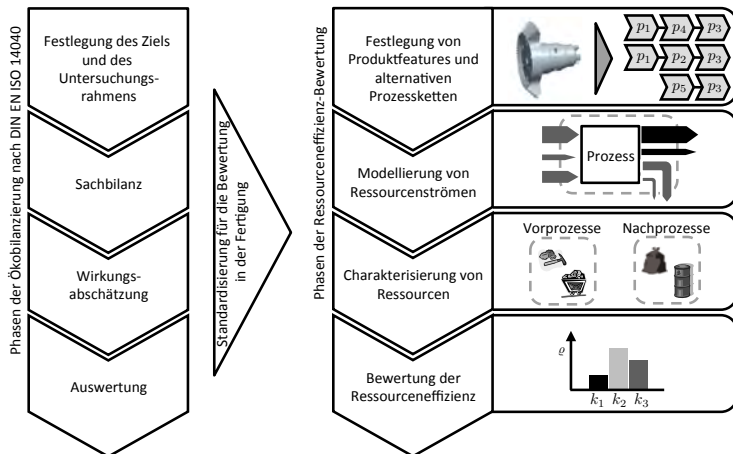 Phasen der Ökobilanzierung nach DIN EN ISO 14040
Festlegung des Ziels
und des
Untersuchungs-
rahmens
Sachbilanz
Wirkungs-
abschätzung
Auswertung
Standardisierung für die Bewertung
in der Fertigung
Phasen der Ressourceneffizienz-Bewertung
Festlegung von
Produktfeatures und
alternativen
Prozessketten
p1 p4 p3
p1 p2 p3
p5 p3
Modellierung von
Ressourcenströmen
Prozess
Charakterisierung von
Ressourcen
Vorprozesse Nachprozesse
Bewertung der
Ressourceneffizienz
ϱ
k1 k2 k3